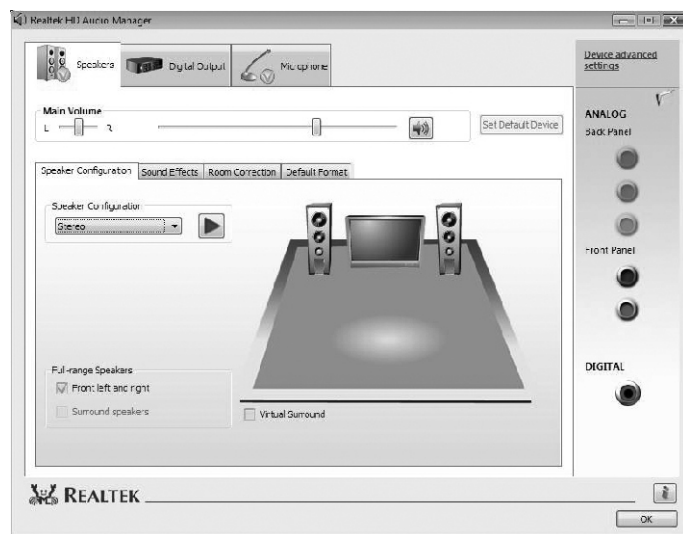 Realtek HD Audio Manager
Speakers
Digital Output
Microphone
Device advanced
settings
Main Volume
L
R
Set Default Device
ANALOG
Back Panel
Speaker Configuration
Sound Effects
Room Correction
Default Format
Speaker Configuration
Stereo
Front Panel
Full-range Speakers
Front left and right
Surround speakers
Virtual Surround
DIGITAL
REALTEK
i
OK